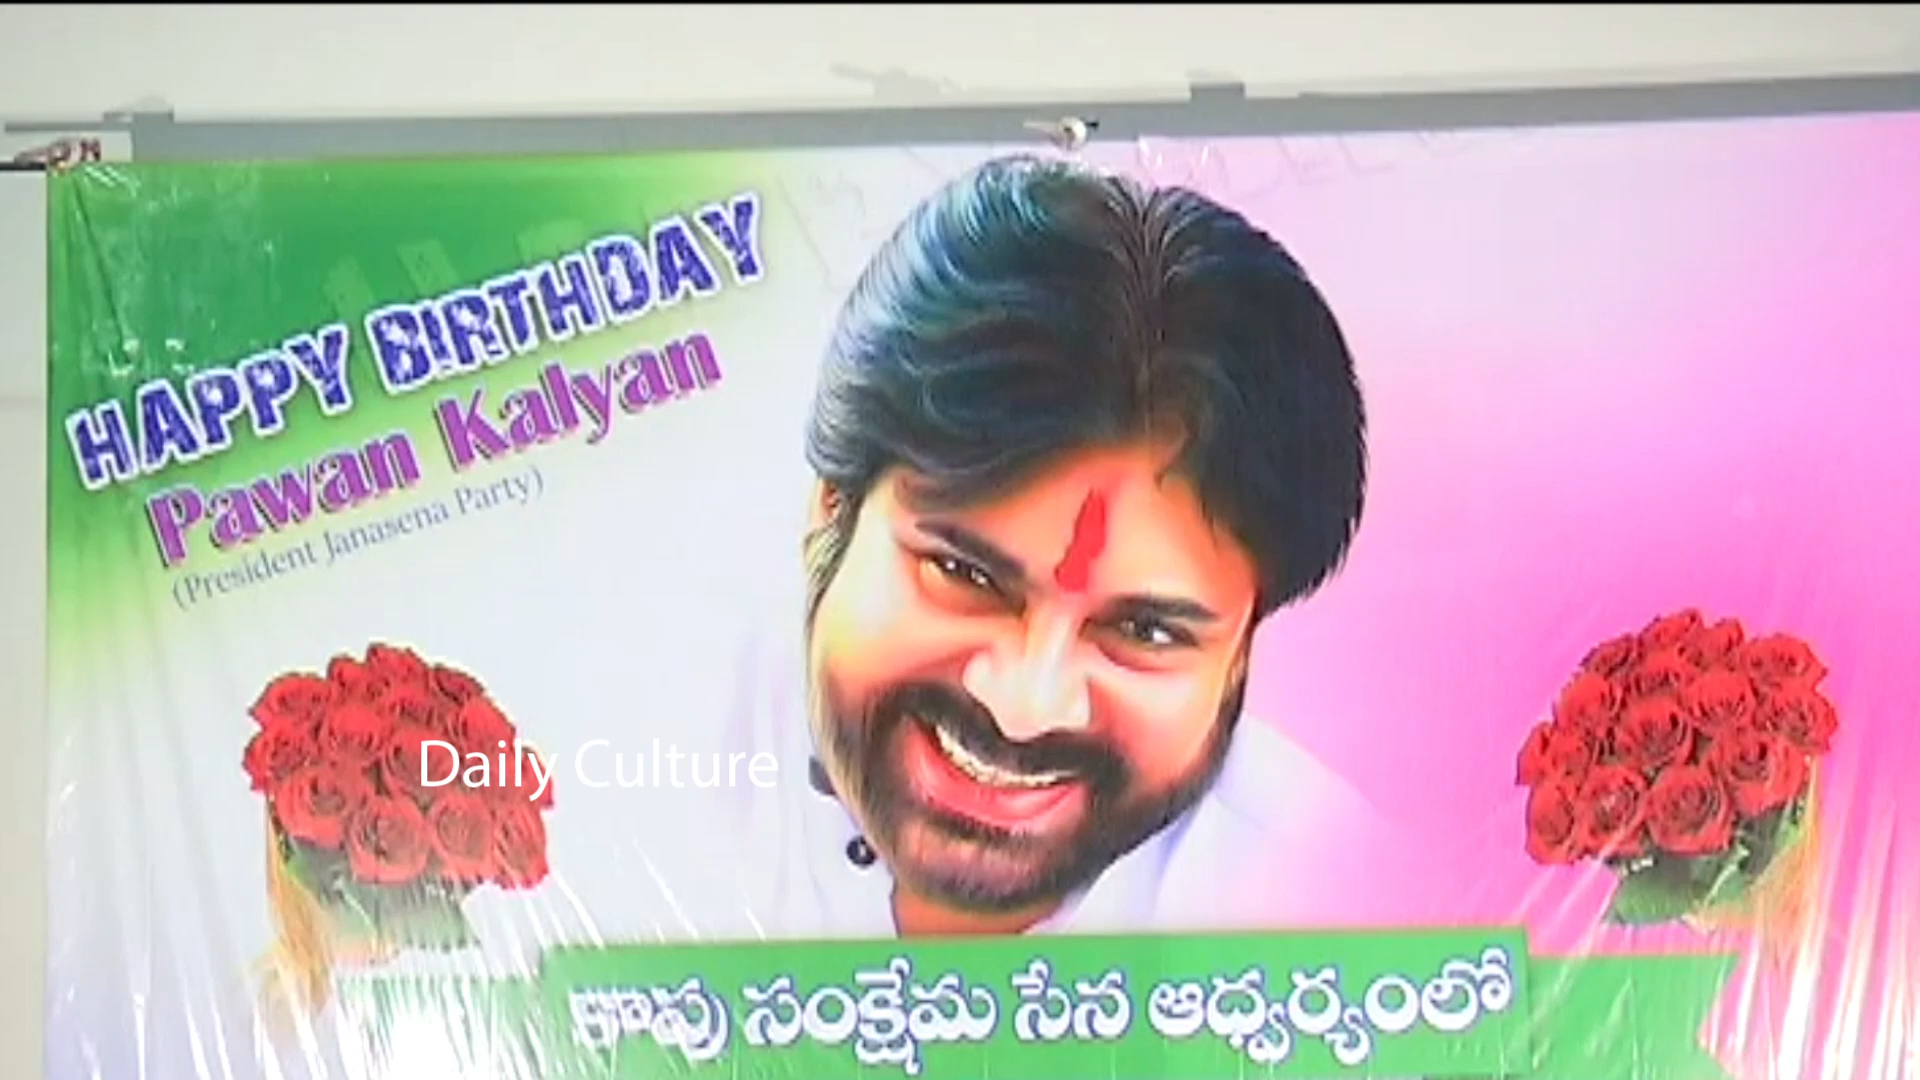 HAPPY BIRTHDAY
Pawan Kalyan
(President Janasena Party)
Daily Culture
కాపు సంక్షేమ సేన ఆధ్వర్యంలో